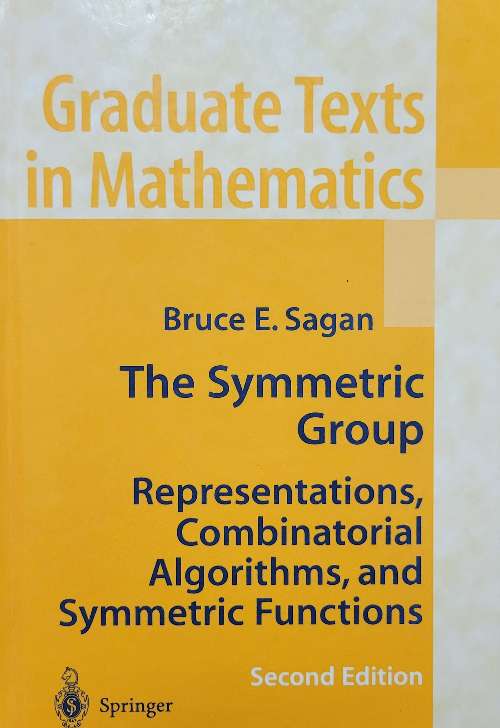 Graduate Texts
in Mathematics
Bruce E. Sagan
The Symmetric
Group
Representations,
Combinatorial
Algorithms, and
Symmetric Functions
Second Edition
Springer